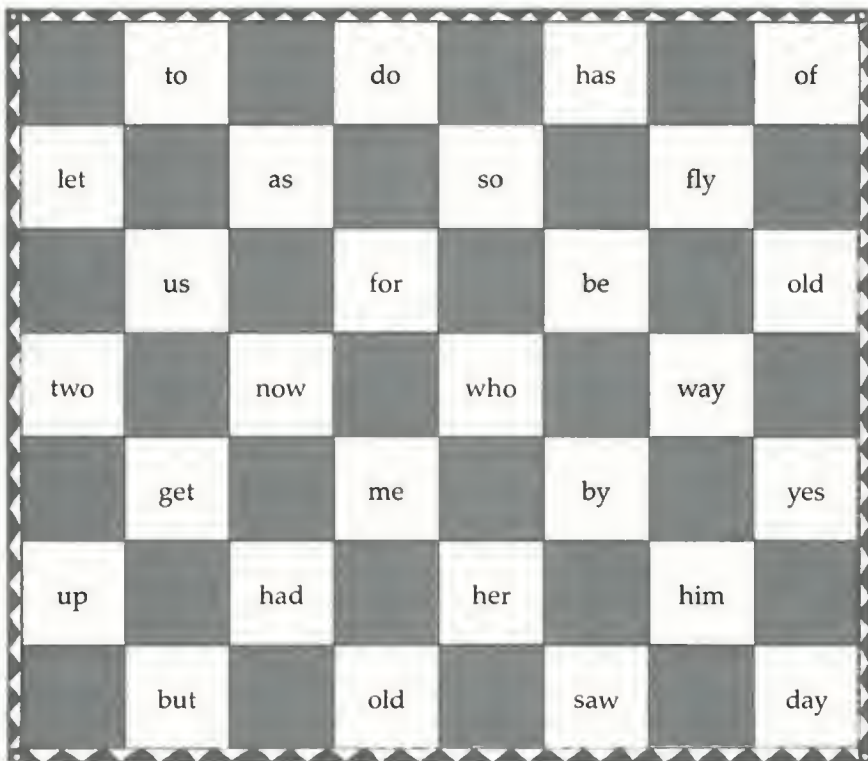 to do has of
let as so fly
us for be old
two now who way
get me by yes
up had her him
but old saw day